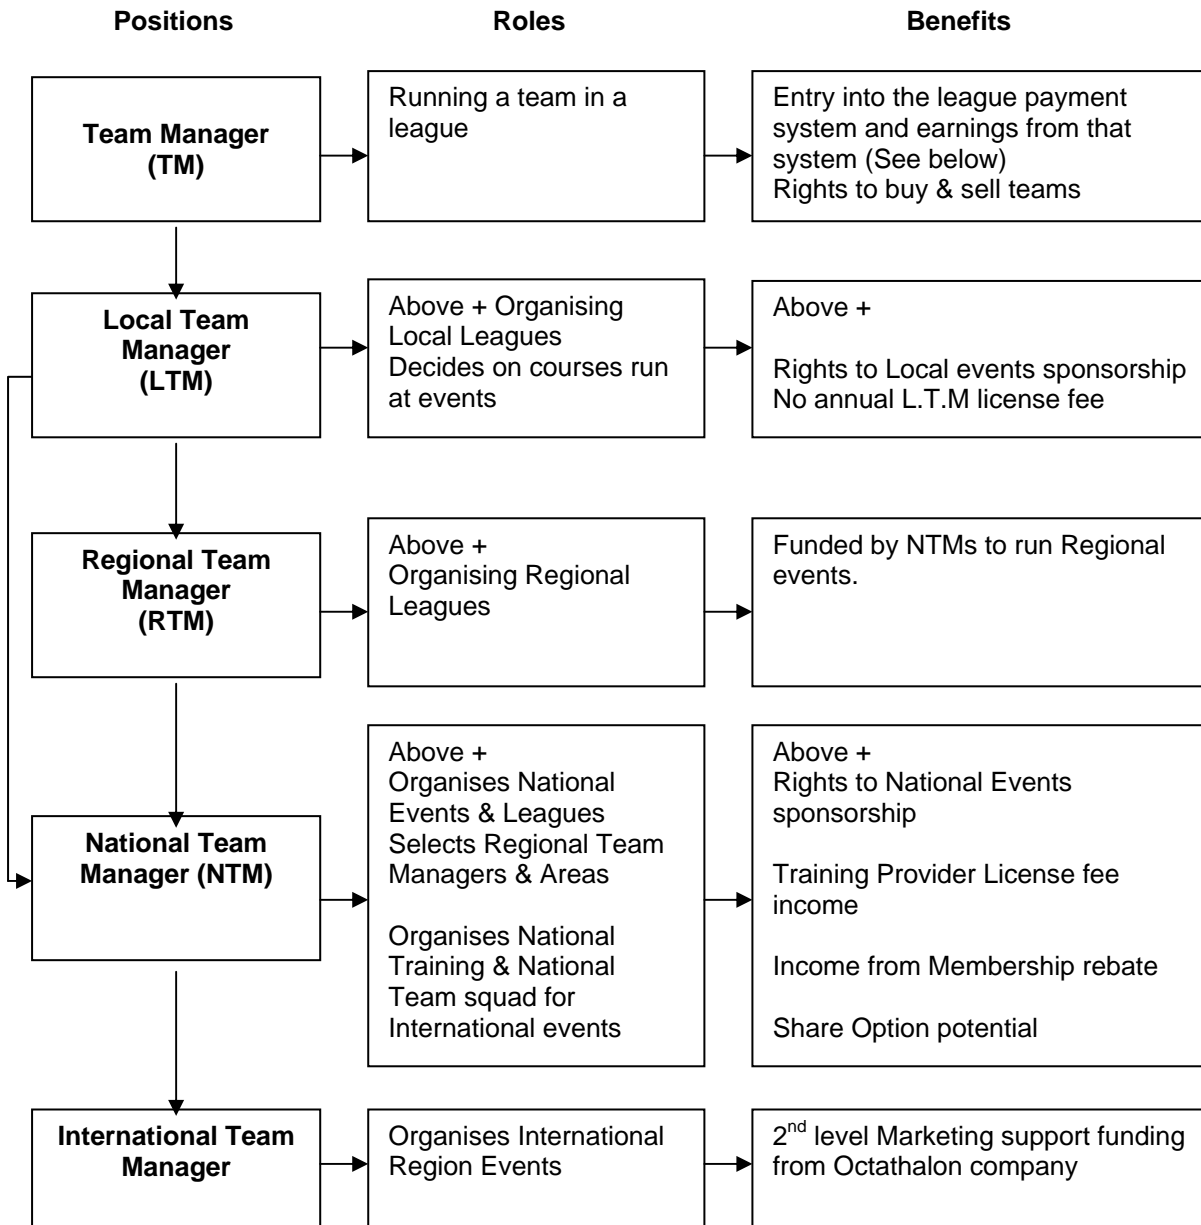 Positions
Roles
Benefits
Team Manager
(TM)
Running a team in a
league
Entry into the league payment
system and earnings from that
system (See below)
Rights to buy & sell teams
Local Team
Manager
(LTM)
Above + Organising
Local Leagues
Decides on courses run
at events
Above +
Rights to Local events sponsorship
No annual L.T.M license fee
Regional Team
Manager
(RTM)
Above +
Organising Regional
Leagues
Funded by NTMs to run Regional
events.
National Team
Manager (NTM)
Above +
Organises National
Events & Leagues
Selects Regional Team
Managers & Areas
Organises National
Training & National
Team squad for
International events
Above +
Rights to National Events
sponsorship
Training Provider License fee
income
Income from Membership rebate
Share Option potential
International Team
Manager
Organises International
Region Events
2nd level Marketing support funding
from Octathalon company